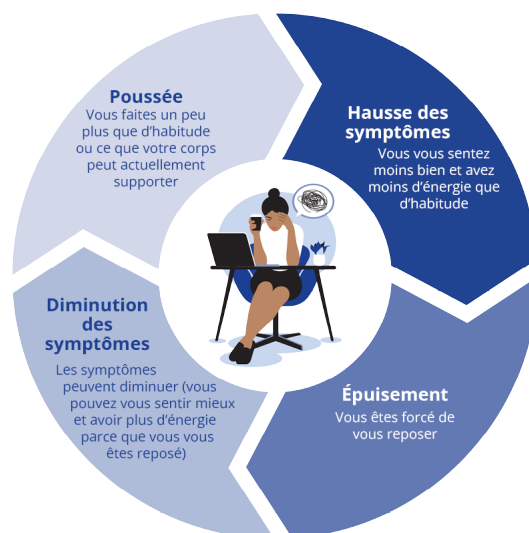 Poussée
Vous faites un peu
plus que d'habitude
ou ce que votre corps
peut actuellement
supporter
Hausse des
symptômes
Vous vous sentez
moins bien et avez
moins d'énergie que
d'habitude
Épuisement
Vous êtes forcé de
vous reposer
Diminution
des
symptômes
Les symptômes
peuvent diminuer (vous
pouvez vous sentir mieux
et avoir plus d'énergie
parce que vous vous
êtes reposé)